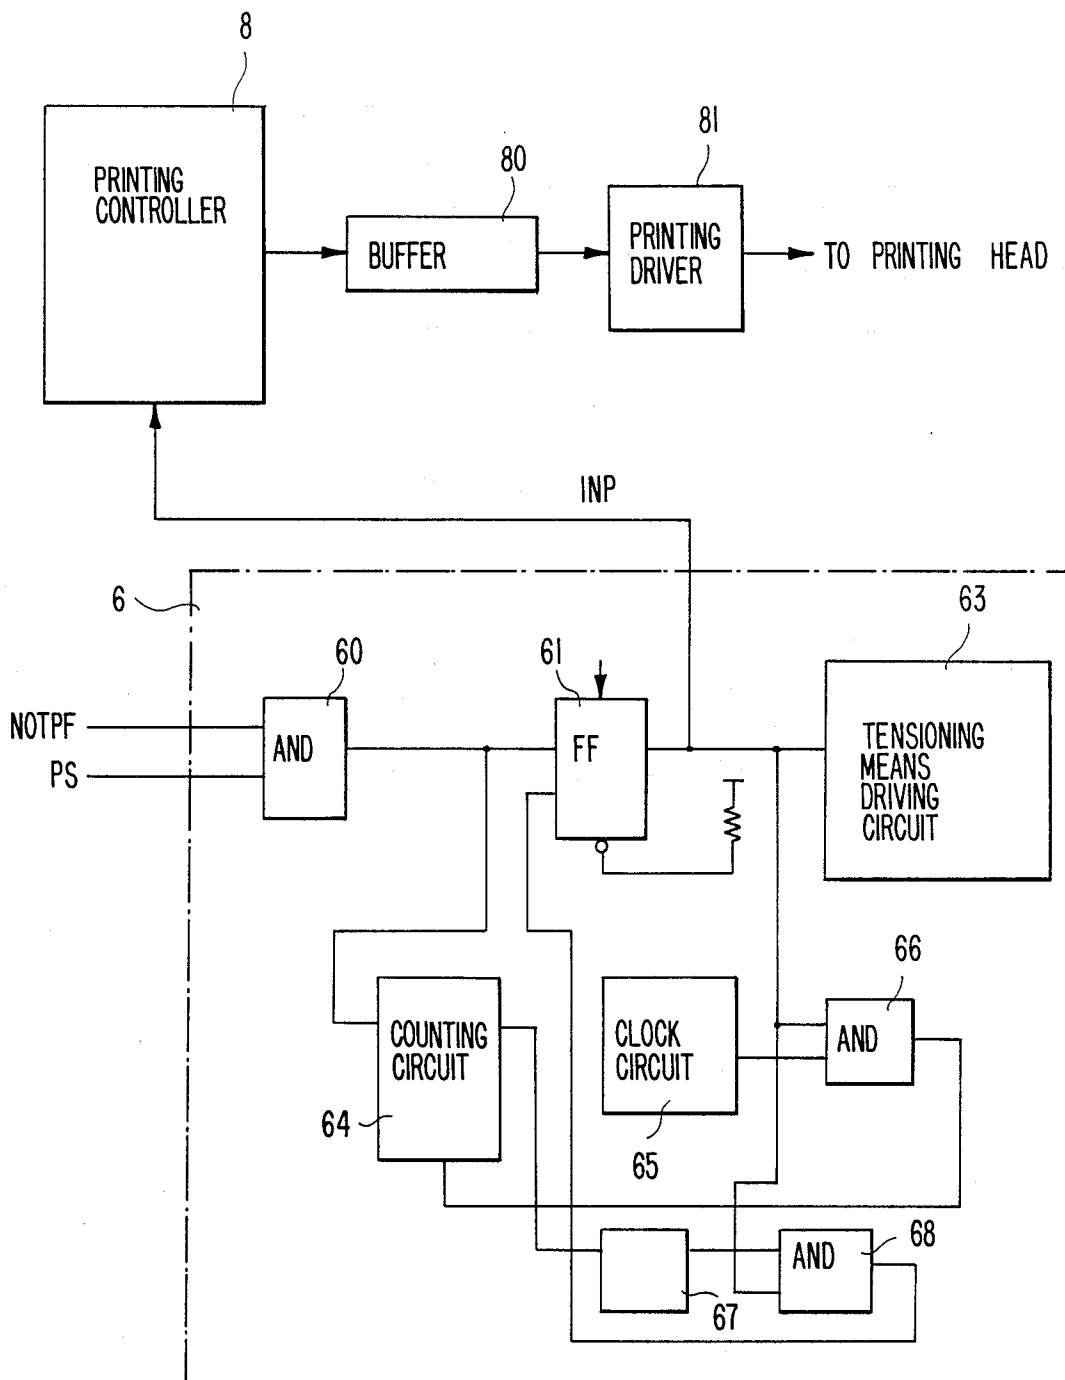 8
PRINTING
CONTROLLER
80
BUFFER
81
PRINTING
DRIVER
TO PRINTING HEAD
INP
6
60
61
63
NOTPF
PS
AND
FF
TENSIONING
MEANS
DRIVING
CIRCUIT
66
COUNTING
CIRCUIT
CLOCK
CIRCUIT
AND
64
65
AND
68
67